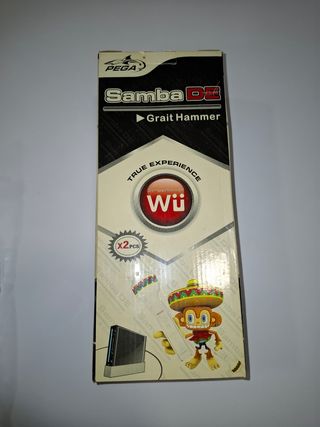 PEGA
Samba De
Grait Hammer
TRUE EXPERIENCE
Wii
X2PCS